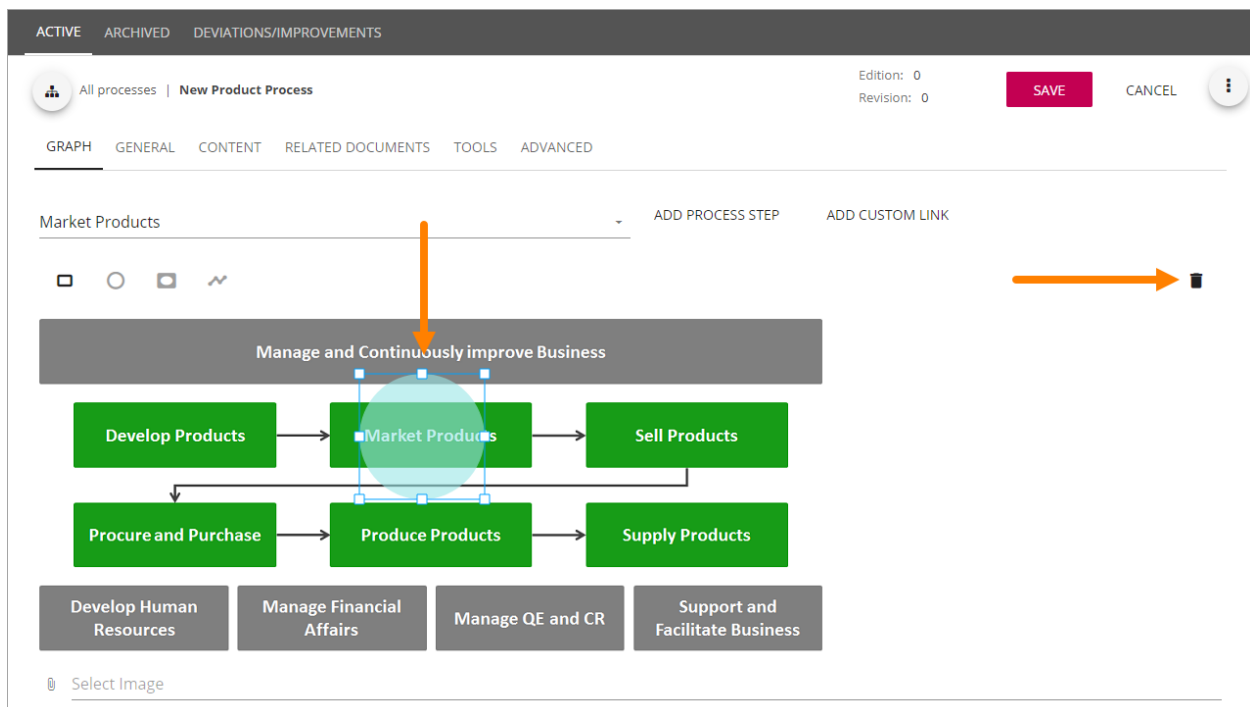 ACTIVE ARCHIVED DEVIATIONS/IMPROVEMENTS
All processes | New Product Process
Edition: 0
Revision: 0
SAVE CANCEL
GRAPH GENERAL CONTENT RELATED DOCUMENTS TOOLS ADVANCED
Market Products
ADD PROCESS STEP ADD CUSTOM LINK
Manage and Continuously improve Business
Develop Products Market Products Sell Products
Procure and Purchase Produce Products Supply Products
Develop Human
Resources
Manage Financial
Affairs
Manage QE and CR
Support and
Facilitate Business
Select Image